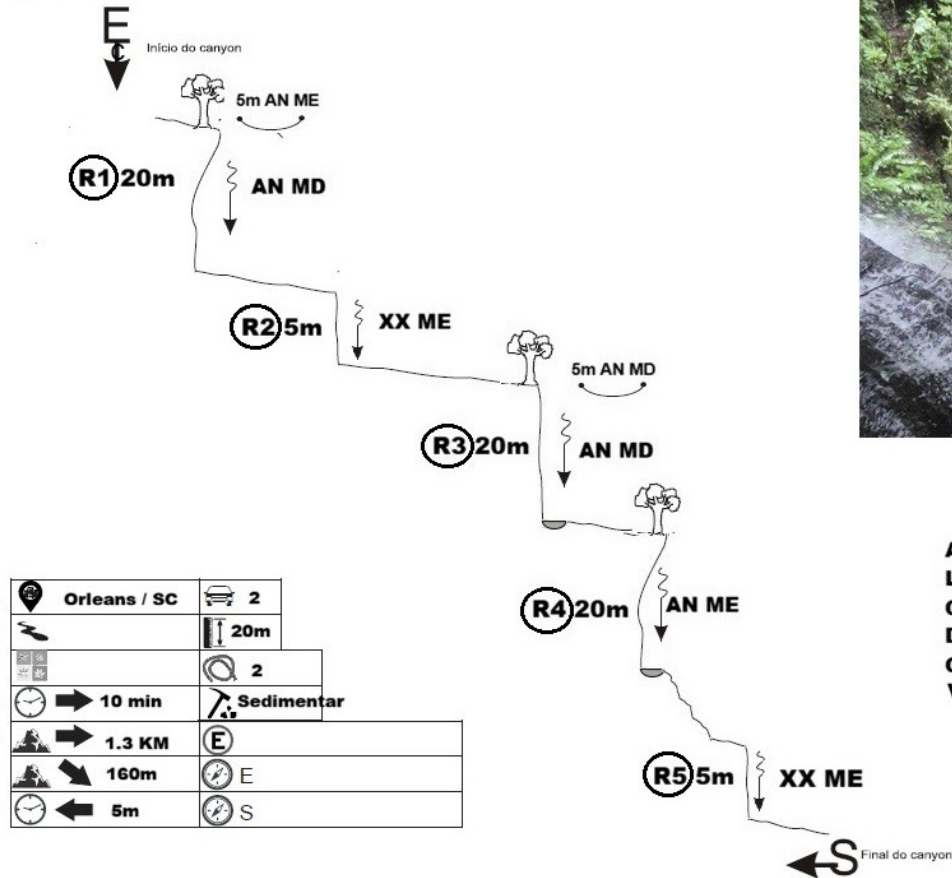 E
Início do canyon
5m AN ME
R1 20m
AN MD
R2 5m
XX ME
5m AN MD
R3 20m
AN MD
R4 20m
AN ME
R5 5m
XX ME
S Final do canyon
Orleans / SC 2
20m
2
10 min Sedimentar
1.3 KM E
160m E
5m S